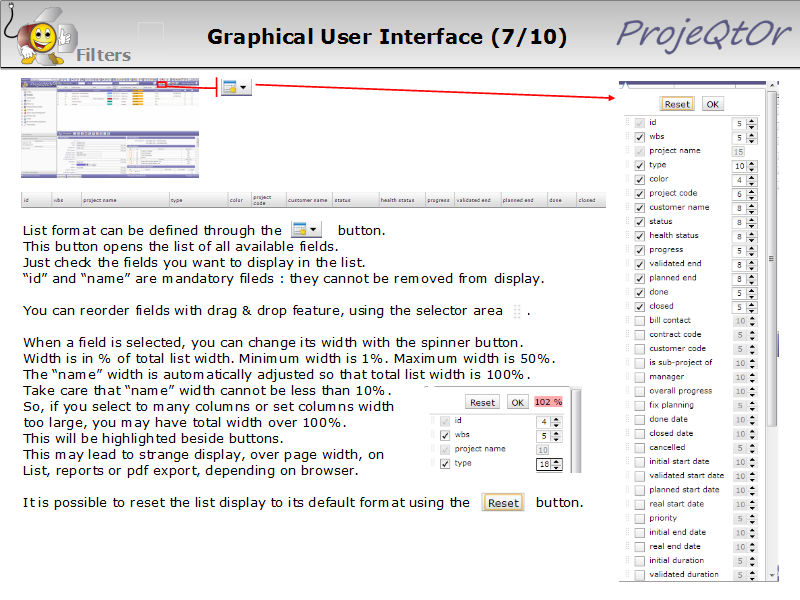 Graphical User Interface (7/10)
ProjeQtOr
Filters
Reset OK
id 5
wbs 5
project name 15
type 10
color 4
project code 6
customer name 8
status 8
health status 8
progress 5
validated end 8
planned end 8
done 5
closed 5
bill contact 10
contract code 5
customer code 5
is sub-project of 10
manager 10
overall progress 10
fix planning 5
done date 10
closed date 10
cancelled 5
initial start date 10
validated start date 10
planned start date 10
real start date 10
priority 5
initial end date 10
real end date 10
initial duration 5
validated duration 5
id wbs project name type color project code customer name status health status progress validated end planned end done closed
List format can be defined through the button.
This button opens the list of all available fields.
Just check the fields you want to display in the list.
“id” and “name” are mandatory fileds : they cannot be removed from display.
You can reorder fields with drag & drop feature, using the selector area .
When a field is selected, you can change its width with the spinner button.
Width is in % of total list width. Minimum width is 1%. Maximum width is 50%.
The “name” width is automatically adjusted so that total list width is 100%.
Take care that “name” width cannot be less than 10%.
So, if you select to many columns or set columns width
too large, you may have total width over 100%.
This will be highlighted beside buttons.
This may lead to strange display, over page width, on
List, reports or pdf export, depending on browser.
Reset OK 102 %
id 4
wbs 5
project name 10
type 18
It is possible to reset the list display to its default format using the Reset button.